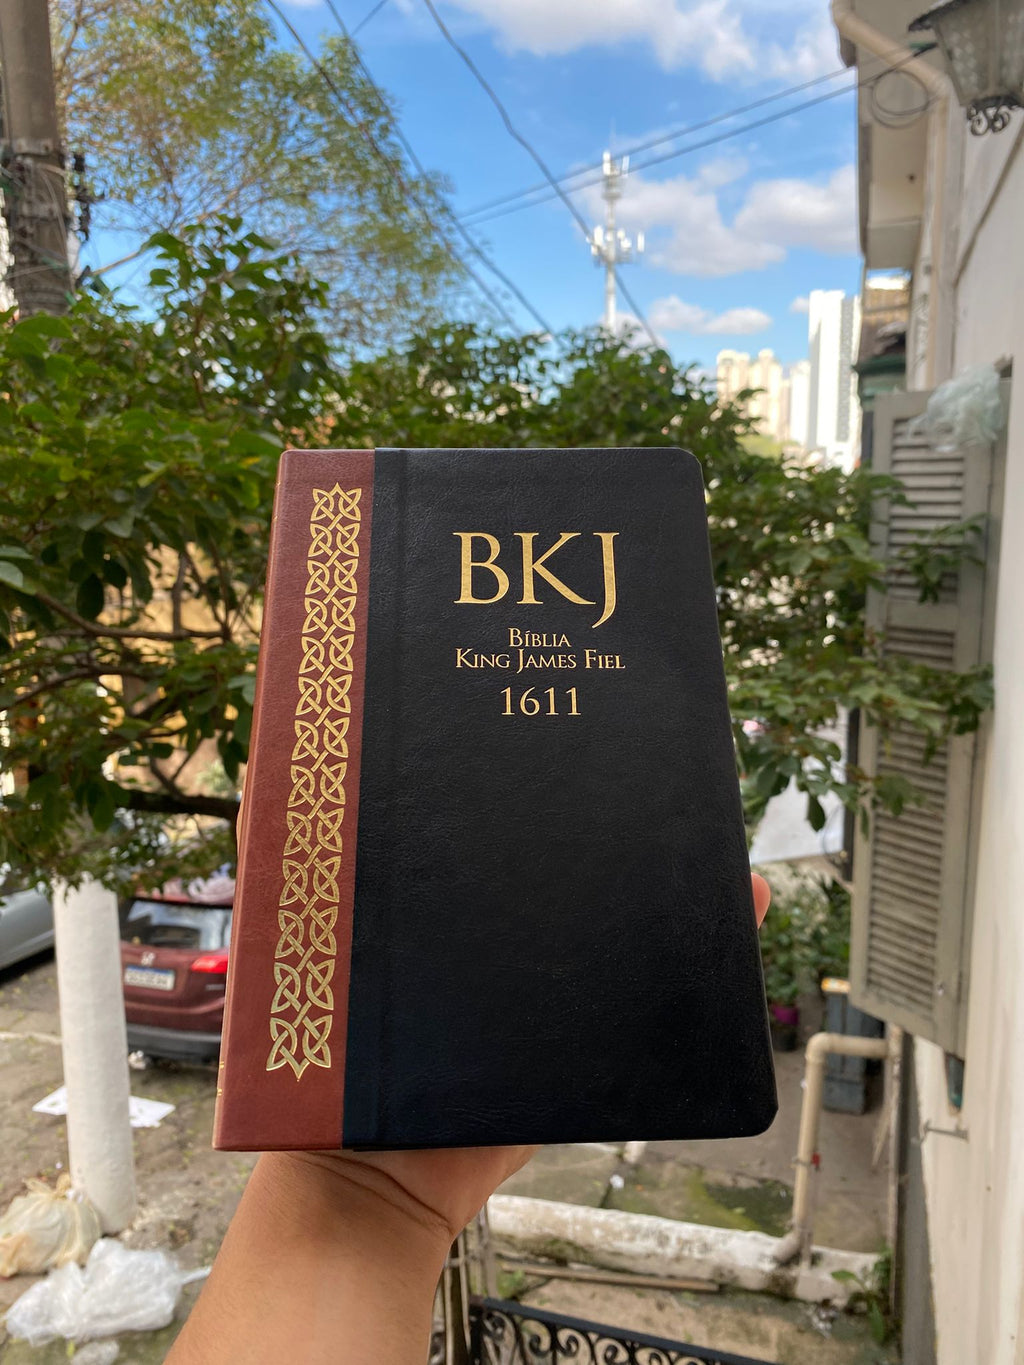 BKJ
BÍBLIA
KING JAMES FIEL
1611